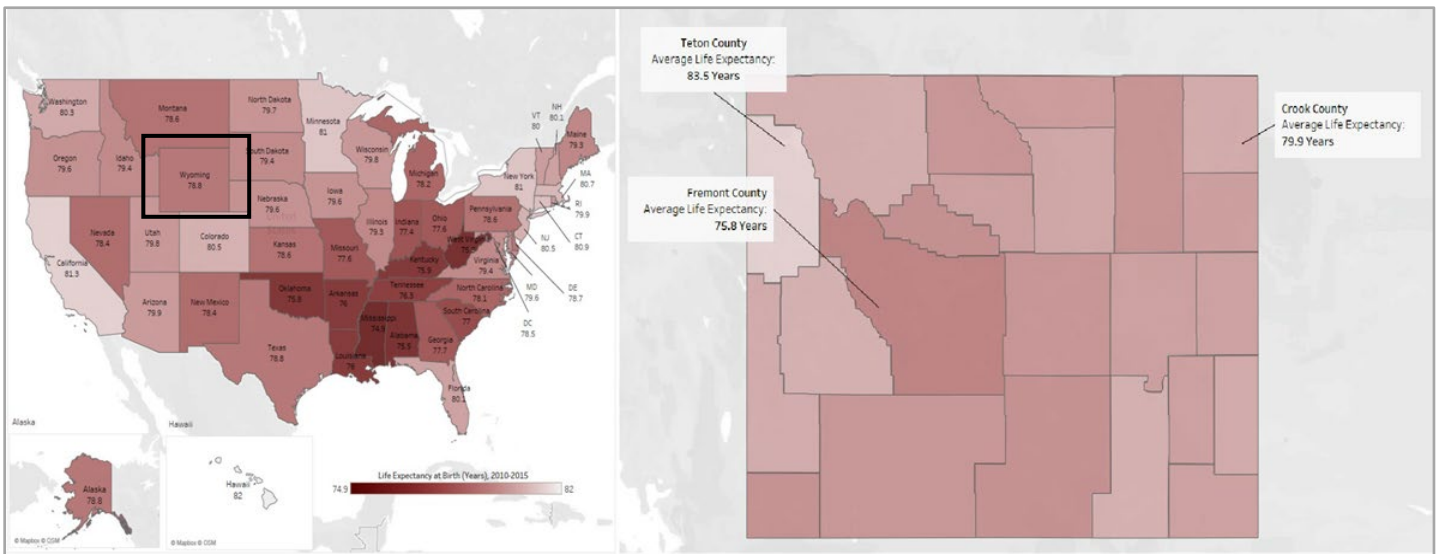 Washington
80.3
Montana
78.6
North Dakota
79.7
Minnesota
81
VT
80
NH
80.1
Maine
79.3
Oregon
79.6
Idaho
79.4
Wyoming
78.8
South Dakota
79.4
Wisconsin
79.8
Michigan
78.2
New York
81
MA
80.7
RI
79.9
CT
80.9
NJ
80.5
Nevada
78.4
Utah
79.8
Colorado
80.5
Nebraska
79.6
Iowa
79.6
Illinois
79.3
Indiana
77.4
Ohio
77.6
Pennsylvania
78.6
California
81.3
Kansas
78.6
Missouri
77.6
Kentucky
75.9
West Virginia
Virginia
79.4
MD
79.6
DE
78.7
DC
78.5
Arizona
79.9
New Mexico
78.4
Oklahoma
Arkansas
76
Tennessee
76.3
North Carolina
78.1
South Carolina
77
Texas
78.8
Louisiana
76
Mississippi
74.9
Alabama
75.5
Georgia
77.7
Florida
80.1
Alaska
Alaska
78.8
© Mapbox © OSM
Hawaii
Hawaii
82
© Mapbox © OSM
Life Expectancy at Birth (Years), 2010-2015
74.9
82
Teton County
Average Life Expectancy:
83.5 Years
Fremont County
Average Life Expectancy:
75.8 Years
Crook County
Average Life Expectancy:
79.9 Years